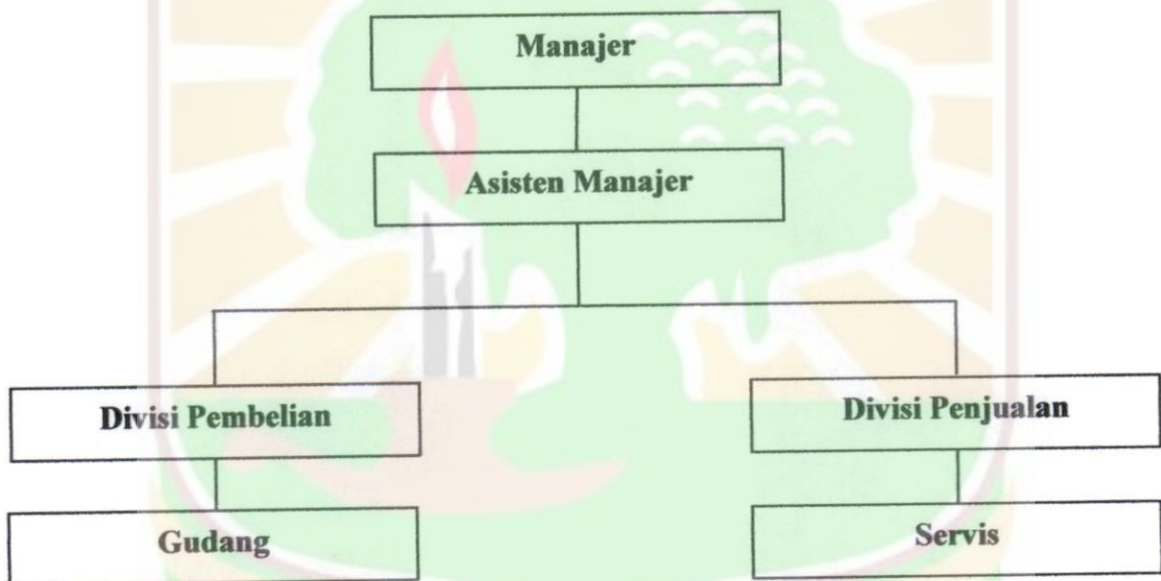 Manajer
Asisten Manajer
Divisi Pembelian
Divisi Penjualan
Gudang
Servis